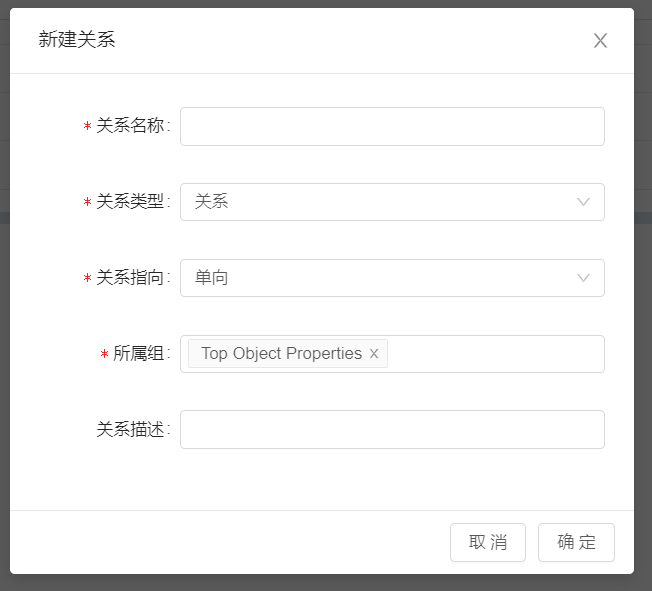 新建关系
* 关系名称:
* 关系类型: 关系
* 关系指向: 单向
* 所属组: Top Object Properties
关系描述:
取 消 确 定